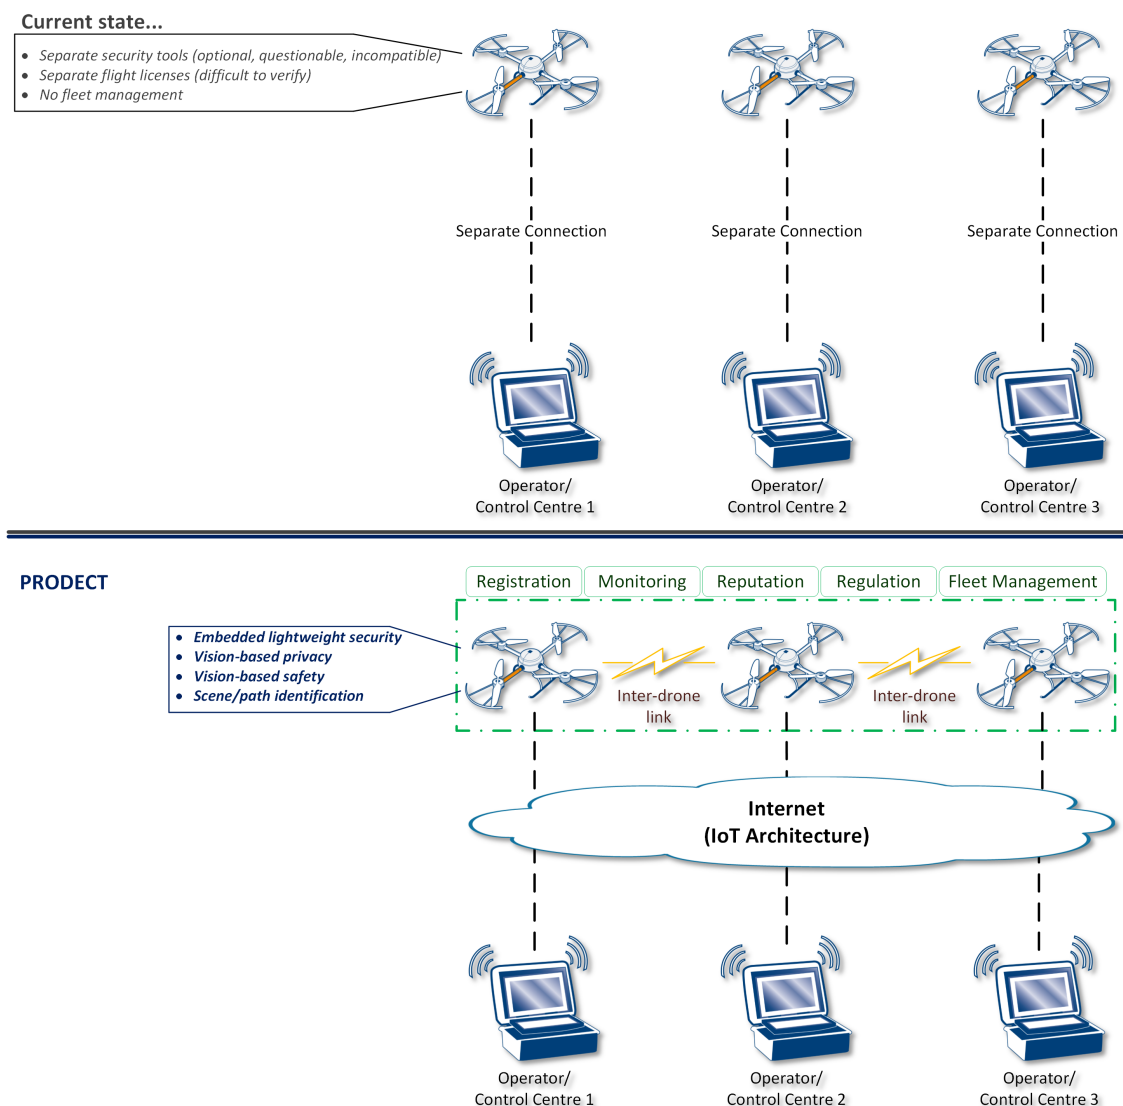 Current state...
• Separate security tools (optional, questionable, incompatible)
• Separate flight licenses (difficult to verify)
• No fleet management
Separate Connection
Separate Connection
Separate Connection
Operator/
Control Centre 1
Operator/
Control Centre 2
Operator/
Control Centre 3
PRODECT
Registration
Monitoring
Reputation
Regulation
Fleet Management
• Embedded lightweight security
• Vision-based privacy
• Vision-based safety
• Scene/path identification
Inter-drone
link
Inter-drone
link
Internet
(IoT Architecture)
Operator/
Control Centre 1
Operator/
Control Centre 2
Operator/
Control Centre 3